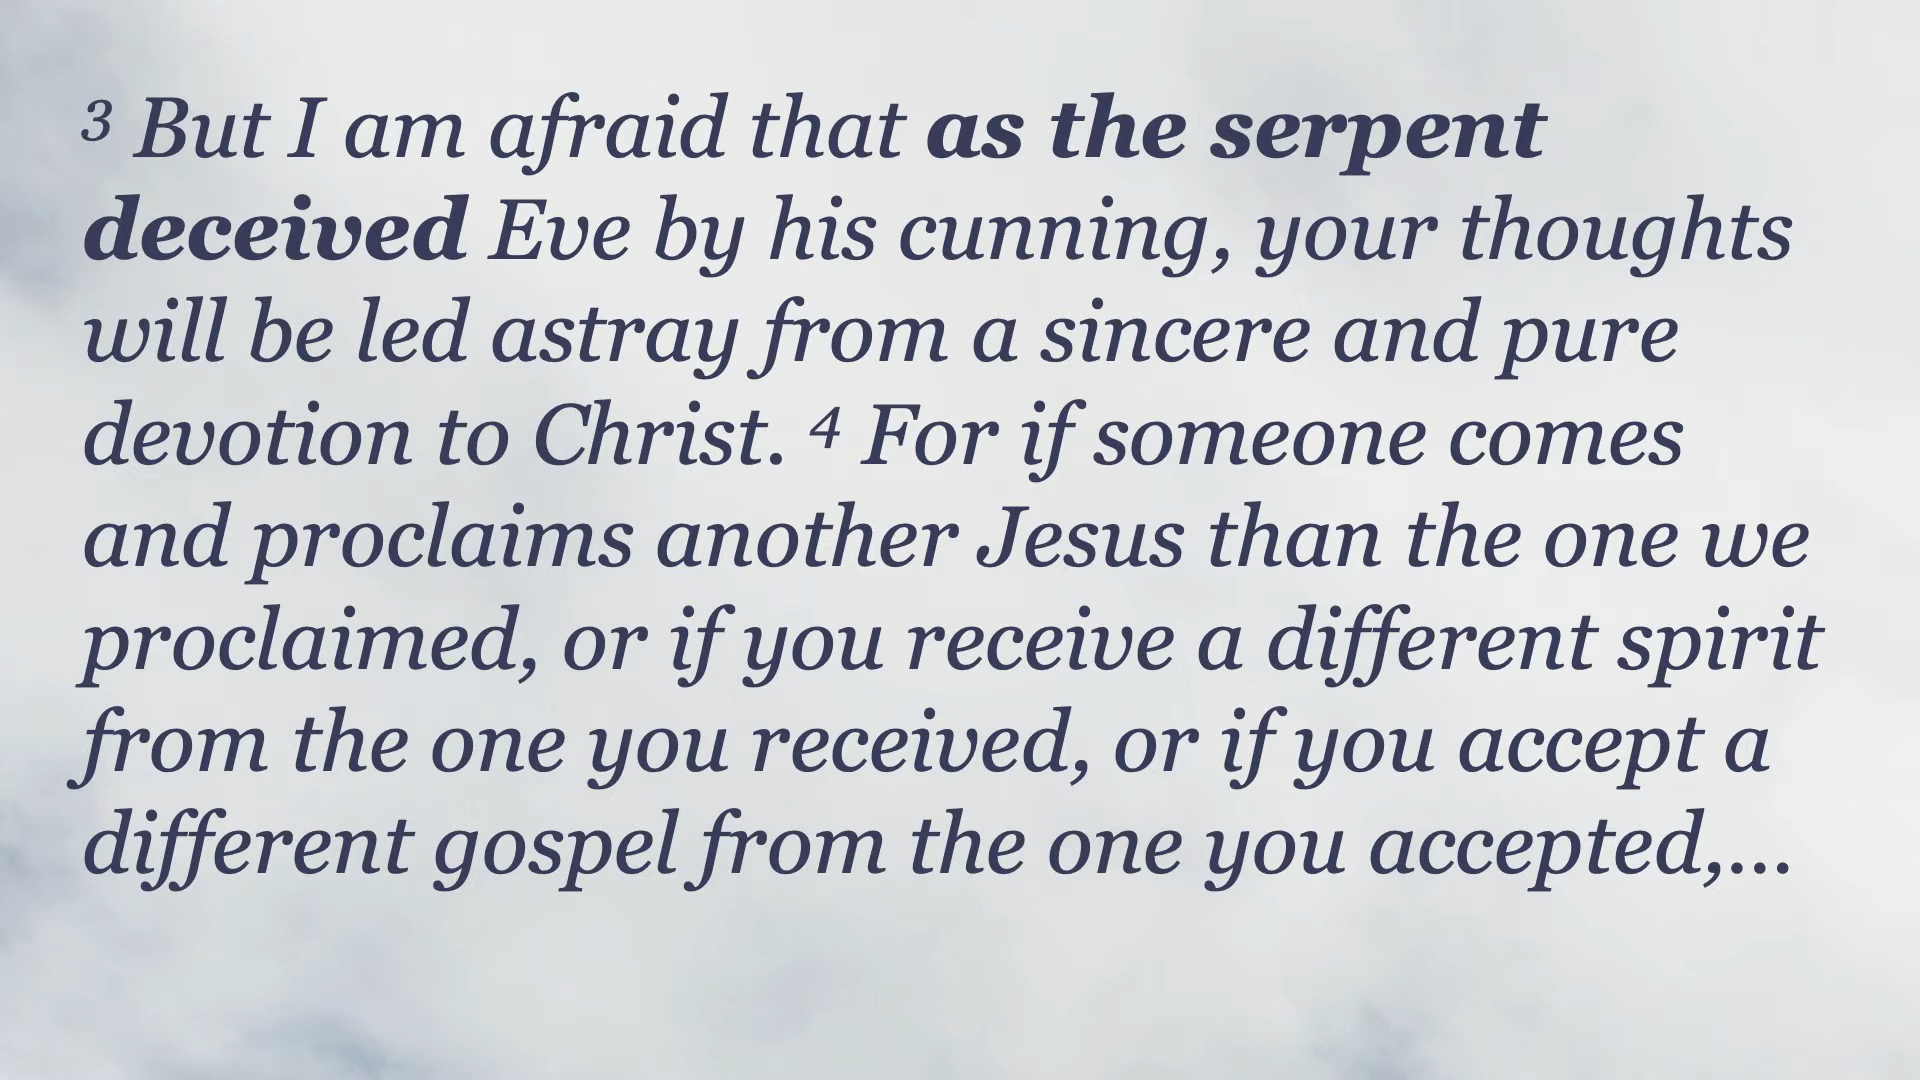 ³ But I am afraid that as the serpent
deceived Eve by his cunning, your thoughts
will be led astray from a sincere and pure
devotion to Christ. ⁴ For if someone comes
and proclaims another Jesus than the one we
proclaimed, or if you receive a different spirit
from the one you received, or if you accept a
different gospel from the one you accepted,...